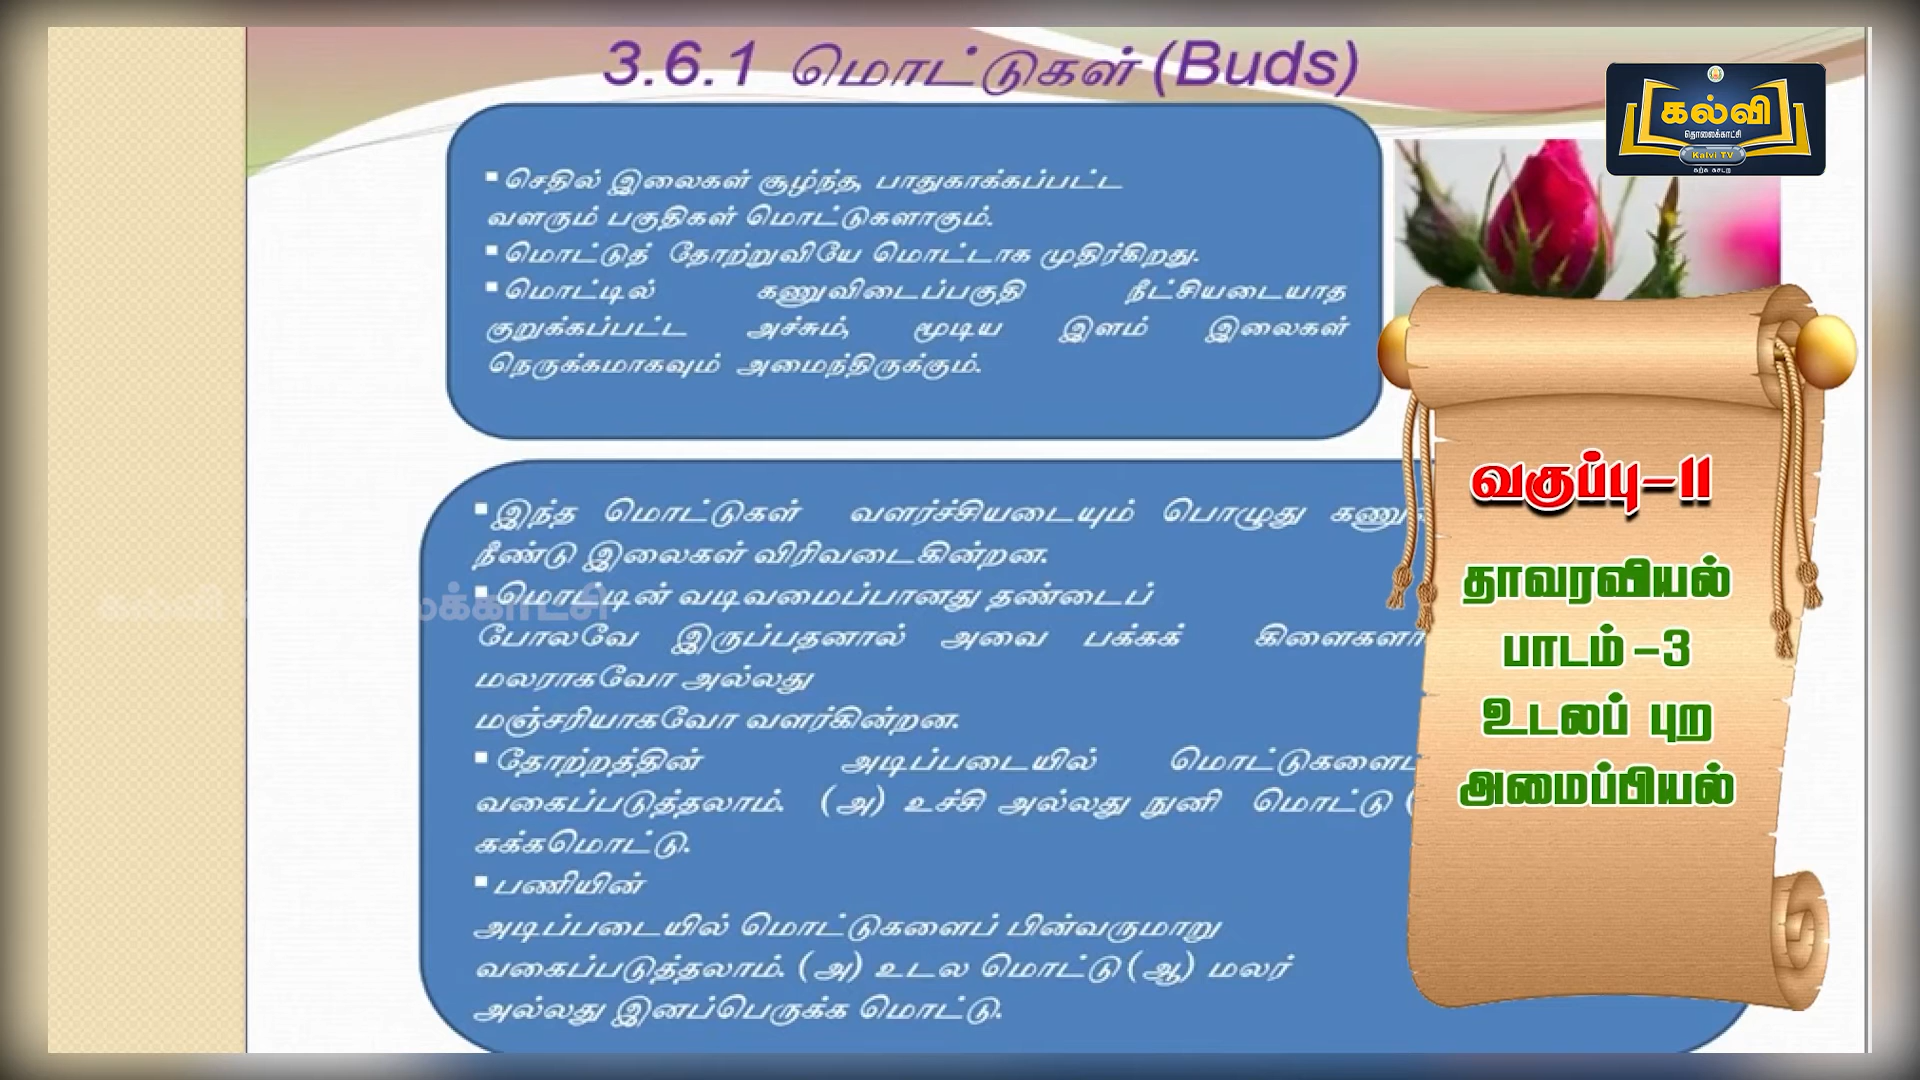 3.6.1 மொட்டுகள் (Buds)
கல்வி
தொலைக்காட்சி
Kalvi TV
கற்க கசடற
செதில் இலைகள் சூழ்ந்த, பாதுகாக்கப்பட்ட
வளரும் பகுதிகள் மொட்டுகளாகும்.
மொட்டுத் தோற்றுவியே மொட்டாக முதிர்கிறது.
மொட்டில் கணுவிடைப்பகுதி நீட்சியடையாத
குறுக்கப்பட்ட அச்சும், மூடிய இளம் இலைகள்
நெருக்கமாகவும் அமைந்திருக்கும்.
இந்த மொட்டுகள் வளர்ச்சியடையும் பொழுது
நீண்டு இலைகள் விரிவடைகின்றன.
மொட்டின் வடிவமைப்பானது தண்டைப்
போலவே இருப்பதனால் அவை பக்கக்
மலராகவோ அல்லது
மஞ்சரியாகவோ வளர்கின்றன.
தோற்றத்தின் அடிப்படையில்
வகைப்படுத்தலாம். (அ) உச்சி அல்லது நுனி மொட்டு
கக்கமொட்டு.
பணியின்
அடிப்படையில் மொட்டுகளைப் பின்வருமாறு
வகைப்படுத்தலாம். (அ) உடல மொட்டு (ஆ) மலர்
அல்லது இனப்பெருக்க மொட்டு.
வகுப்பு-11
தாவரவியல்
பாடம் -3
உடலப் புற
அமைப்பியல்